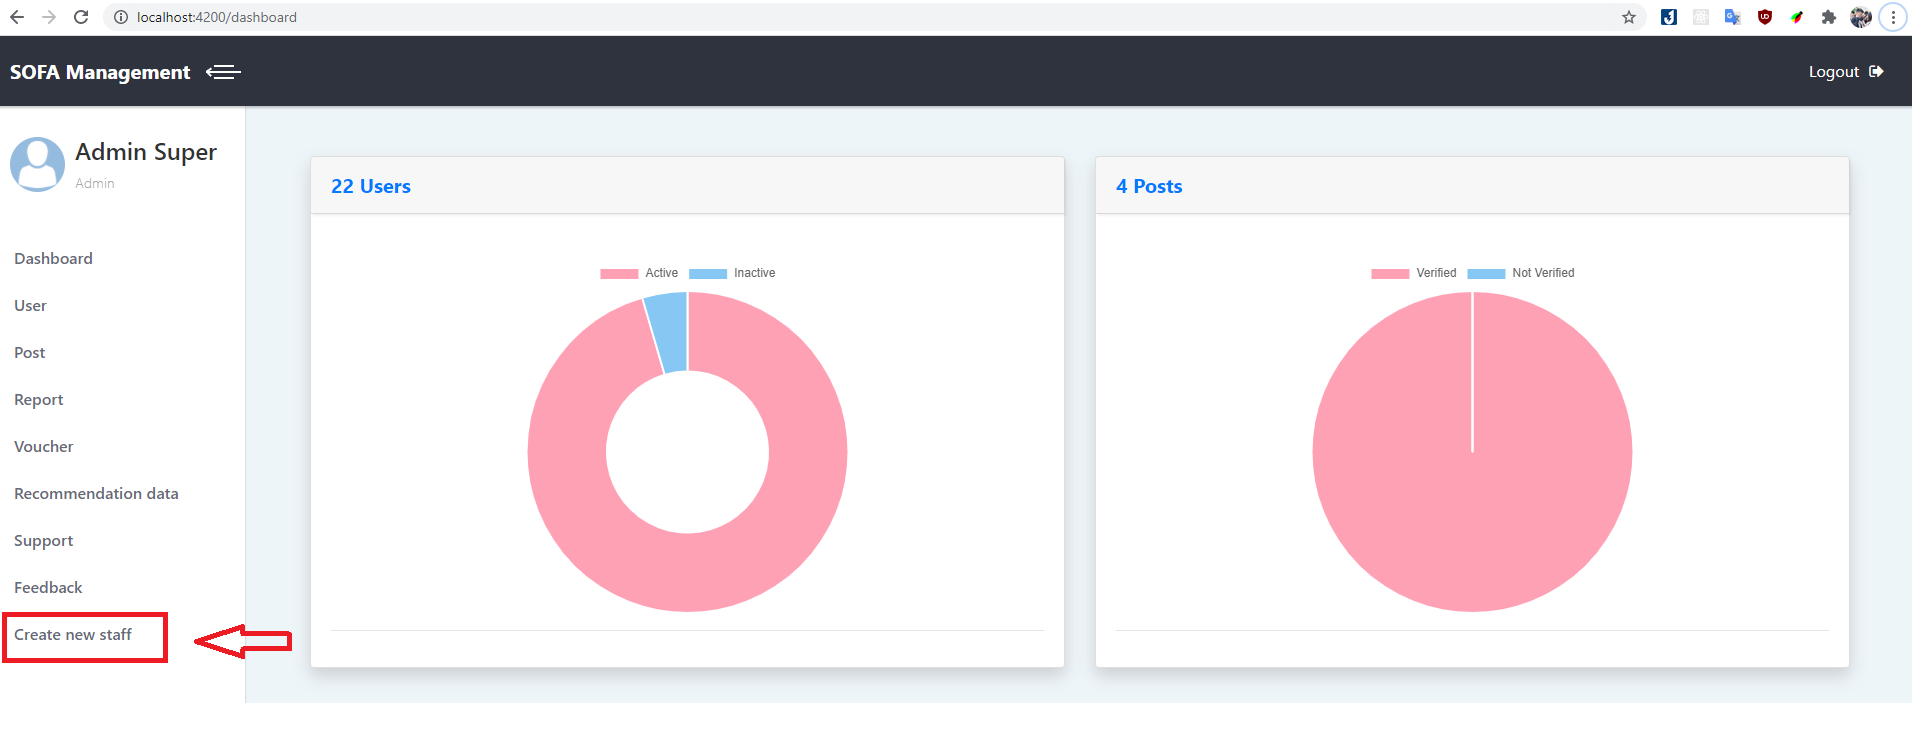 localhost:4200/dashboard
SOFA Management
Logout
Admin Super
Admin
Dashboard
User
Post
Report
Voucher
Recommendation data
Support
Feedback
Create new staff
22 Users
Active Inactive
4 Posts
Verified Not Verified